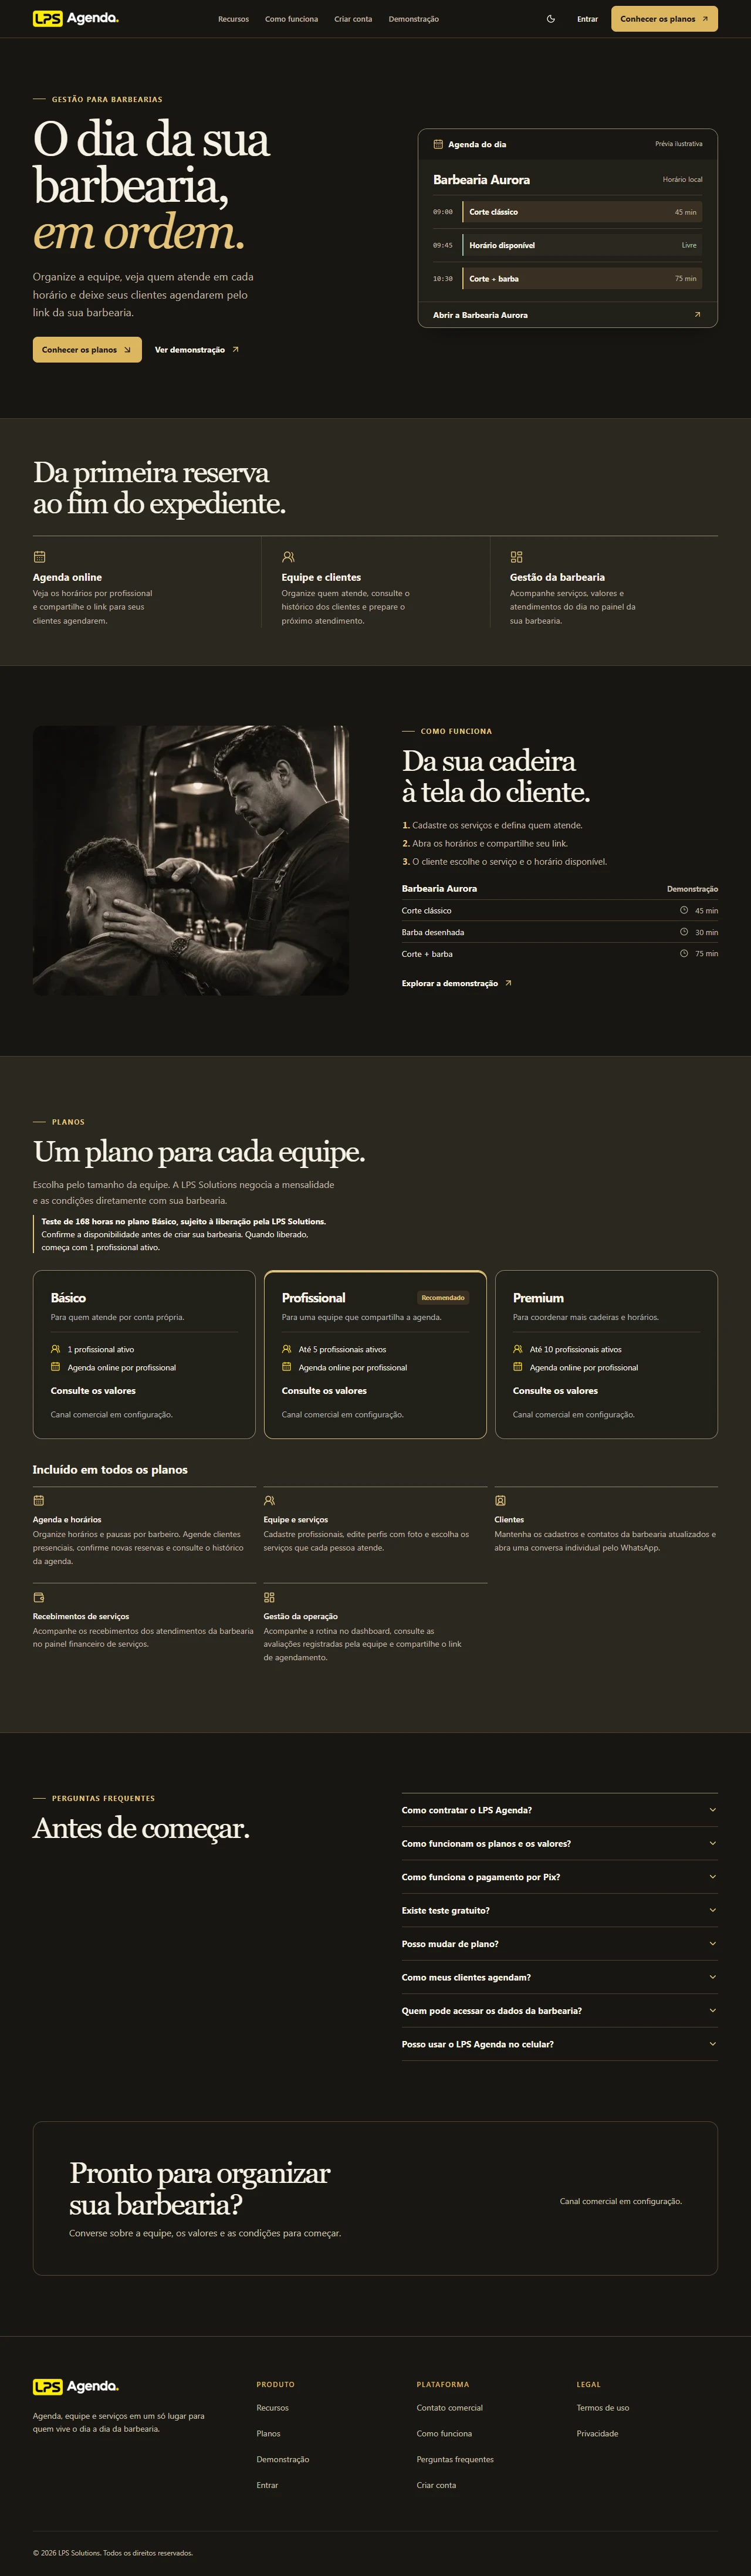 LPS Agenda.
Recursos
Como funciona
Criar conta
Demonstração
Entrar
Conhecer os planos
GESTÃO PARA BARBEARIAS
O dia da sua
barbearia,
em ordem.
Organize a equipe, veja quem atende em cada
horário e deixe seus clientes agendarem pelo
link da sua barbearia.
Conhecer os planos
Ver demonstração
Agenda do dia
Prévia ilustrativa
Barbearia Aurora
Horário local
09:00
Corte clássico
45 min
09:45
Horário disponível
Livre
10:30
Corte + barba
75 min
Abrir a Barbearia Aurora
Da primeira reserva
ao fim do expediente.
Agenda online
Veja os horários por profissional
e compartilhe o link para seus
clientes agendarem.
Equipe e clientes
Organize quem atende, consulte o
histórico dos clientes e prepare o
próximo atendimento.
Gestão da barbearia
Acompanhe serviços, valores e
atendimentos do dia no painel da
sua barbearia.
COMO FUNCIONA
Da sua cadeira
à tela do cliente.
1. Cadastre os serviços e defina quem atende.
2. Abra os horários e compartilhe seu link.
3. O cliente escolhe o serviço e o horário disponível.
Barbearia Aurora
Demonstração
Corte clássico
45 min
Barba desenhada
30 min
Corte + barba
75 min
Explorar a demonstração
PLANOS
Um plano para cada equipe.
Escolha pelo tamanho da equipe. A LPS Solutions negocia a mensalidade
e as condições diretamente com sua barbearia.
Teste de 168 horas no plano Básico, sujeito à liberação pela LPS Solutions.
Confirme a disponibilidade antes de criar sua barbearia. Quando liberado,
começa com 1 profissional ativo.
Básico
Para quem atende por conta própria.
1 profissional ativo
Agenda online por profissional
Consulte os valores
Canal comercial em configuração.
Profissional
Recomendado
Para uma equipe que compartilha a agenda.
Até 5 profissionais ativos
Agenda online por profissional
Consulte os valores
Canal comercial em configuração.
Premium
Para coordenar mais cadeiras e horários.
Até 10 profissionais ativos
Agenda online por profissional
Consulte os valores
Canal comercial em configuração.
Incluído em todos os planos
Agenda e horários
Organize horários e pausas por barbeiro. Agende clientes
presenciais, confirme novas reservas e consulte o histórico
da agenda.
Equipe e serviços
Cadastre profissionais, edite perfis com foto e escolha os
serviços que cada pessoa atende.
Clientes
Mantenha os cadastros e contatos da barbearia atualizados e
abra uma conversa individual pelo WhatsApp.
Recebimentos de serviços
Acompanhe os recebimentos dos atendimentos da barbearia
no painel financeiro de serviços.
Gestão da operação
Acompanhe a rotina no dashboard, consulte as
avaliações registradas pela equipe e compartilhe o link
de agendamento.
PERGUNTAS FREQUENTES
Antes de começar.
Como contratar o LPS Agenda?
Como funcionam os planos e os valores?
Como funciona o pagamento por Pix?
Existe teste gratuito?
Posso mudar de plano?
Como meus clientes agendam?
Quem pode acessar os dados da barbearia?
Posso usar o LPS Agenda no celular?
Pronto para organizar
sua barbearia?
Converse sobre a equipe, os valores e as condições para começar.
Canal comercial em configuração.
LPS Agenda.
Agenda, equipe e serviços em um só lugar para
quem vive o dia a dia da barbearia.
PRODUTO
Recursos
Planos
Demonstração
Entrar
PLATAFORMA
Contato comercial
Como funciona
Perguntas frequentes
Criar conta
LEGAL
Termos de uso
Privacidade
© 2026 LPS Solutions. Todos os direitos reservados.